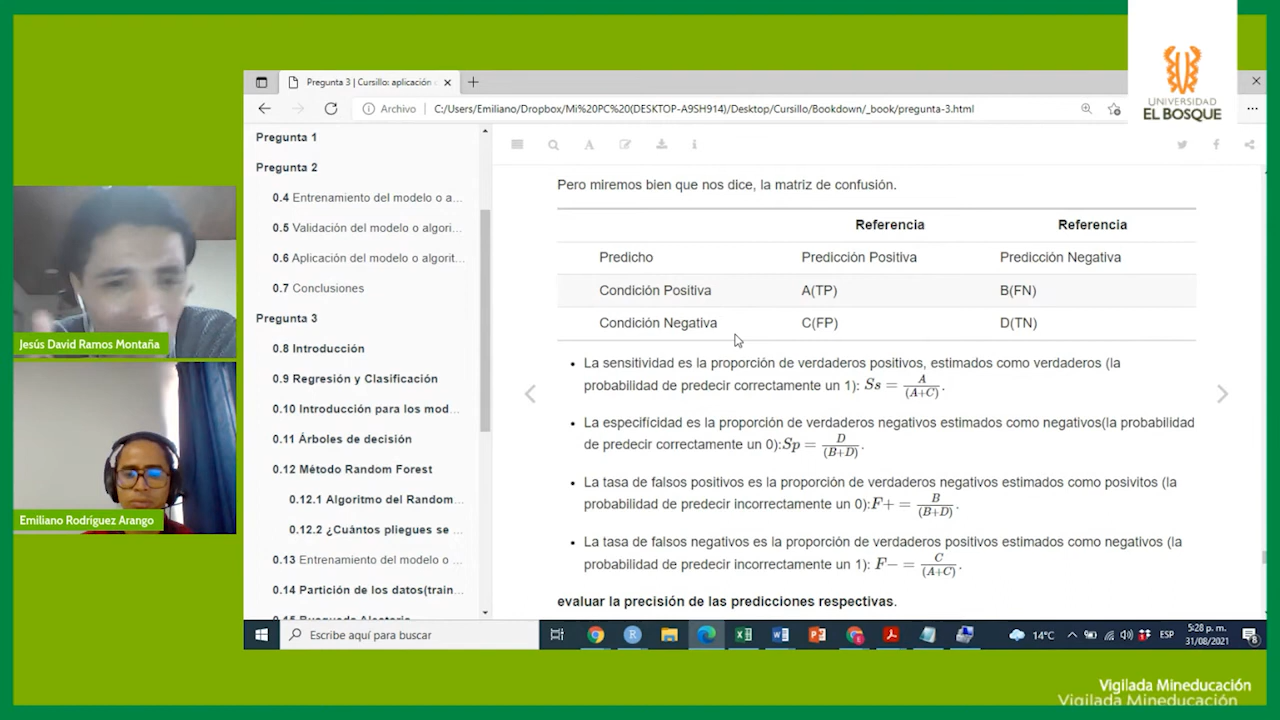 UNIVERSIDAD
EL BOSQUE
Pregunta 3 | Cursillo: aplicación
Archivo
C:/Users/Emiliano/Dropbox/Mi%20PC%20(DESKTOP-A95H914)/Desktop/Cursillo/Bookdown/_book/pregunta-3.html
Pregunta 1
Pregunta 2
0.4 Entrenamiento del modelo o a...
0.5 Validación del modelo o algori...
0.6 Aplicación del modelo o algorit...
0.7 Conclusiones
Pregunta 3
0.8 Introducción
0.9 Regresión y Clasificación
0.10 Introducción para los mod...
0.11 Árboles de decisión
0.12 Método Random Forest
0.12.1 Algoritmo del Random...
0.12.2 ¿Cuántos pliegues se ...
0.13 Entrenamiento del modelo o ...
0.14 Partición de los datos(train...
0.15 Busqueda Aleatoria
Pero miremos bien que nos dice, la matriz de confusión.
Referencia Referencia
Predicho Predicción Positiva Predicción Negativa
Condición Positiva A(TP) B(FN)
Condición Negativa C(FP) D(TN)
• La sensitividad es la proporción de verdaderos positivos, estimados como verdaderos (la
probabilidad de predecir correctamente un 1): Ss = A/(A+C).
• La especificidad es la proporción de verdaderos negativos estimados como negativos(la probabilidad
de predecir correctamente un 0):Sp = D/(B+D).
• La tasa de falsos positivos es la proporción de verdaderos negativos estimados como posivitos (la
probabilidad de predecir incorrectamente un 0):F+ = B/(B+D).
• La tasa de falsos negativos es la proporción de verdaderos positivos estimados como negativos (la
probabilidad de predecir incorrectamente un 1): F− = C/(A+C).
evaluar la precisión de las predicciones respectivas.
Jesús David Ramos Montaña
Emiliano Rodríguez Arango
Escribe aquí para buscar
14°C
ESP
5:28 p. m.
31/08/2021
Vigilada Mineducación
Vigilada Mineducación